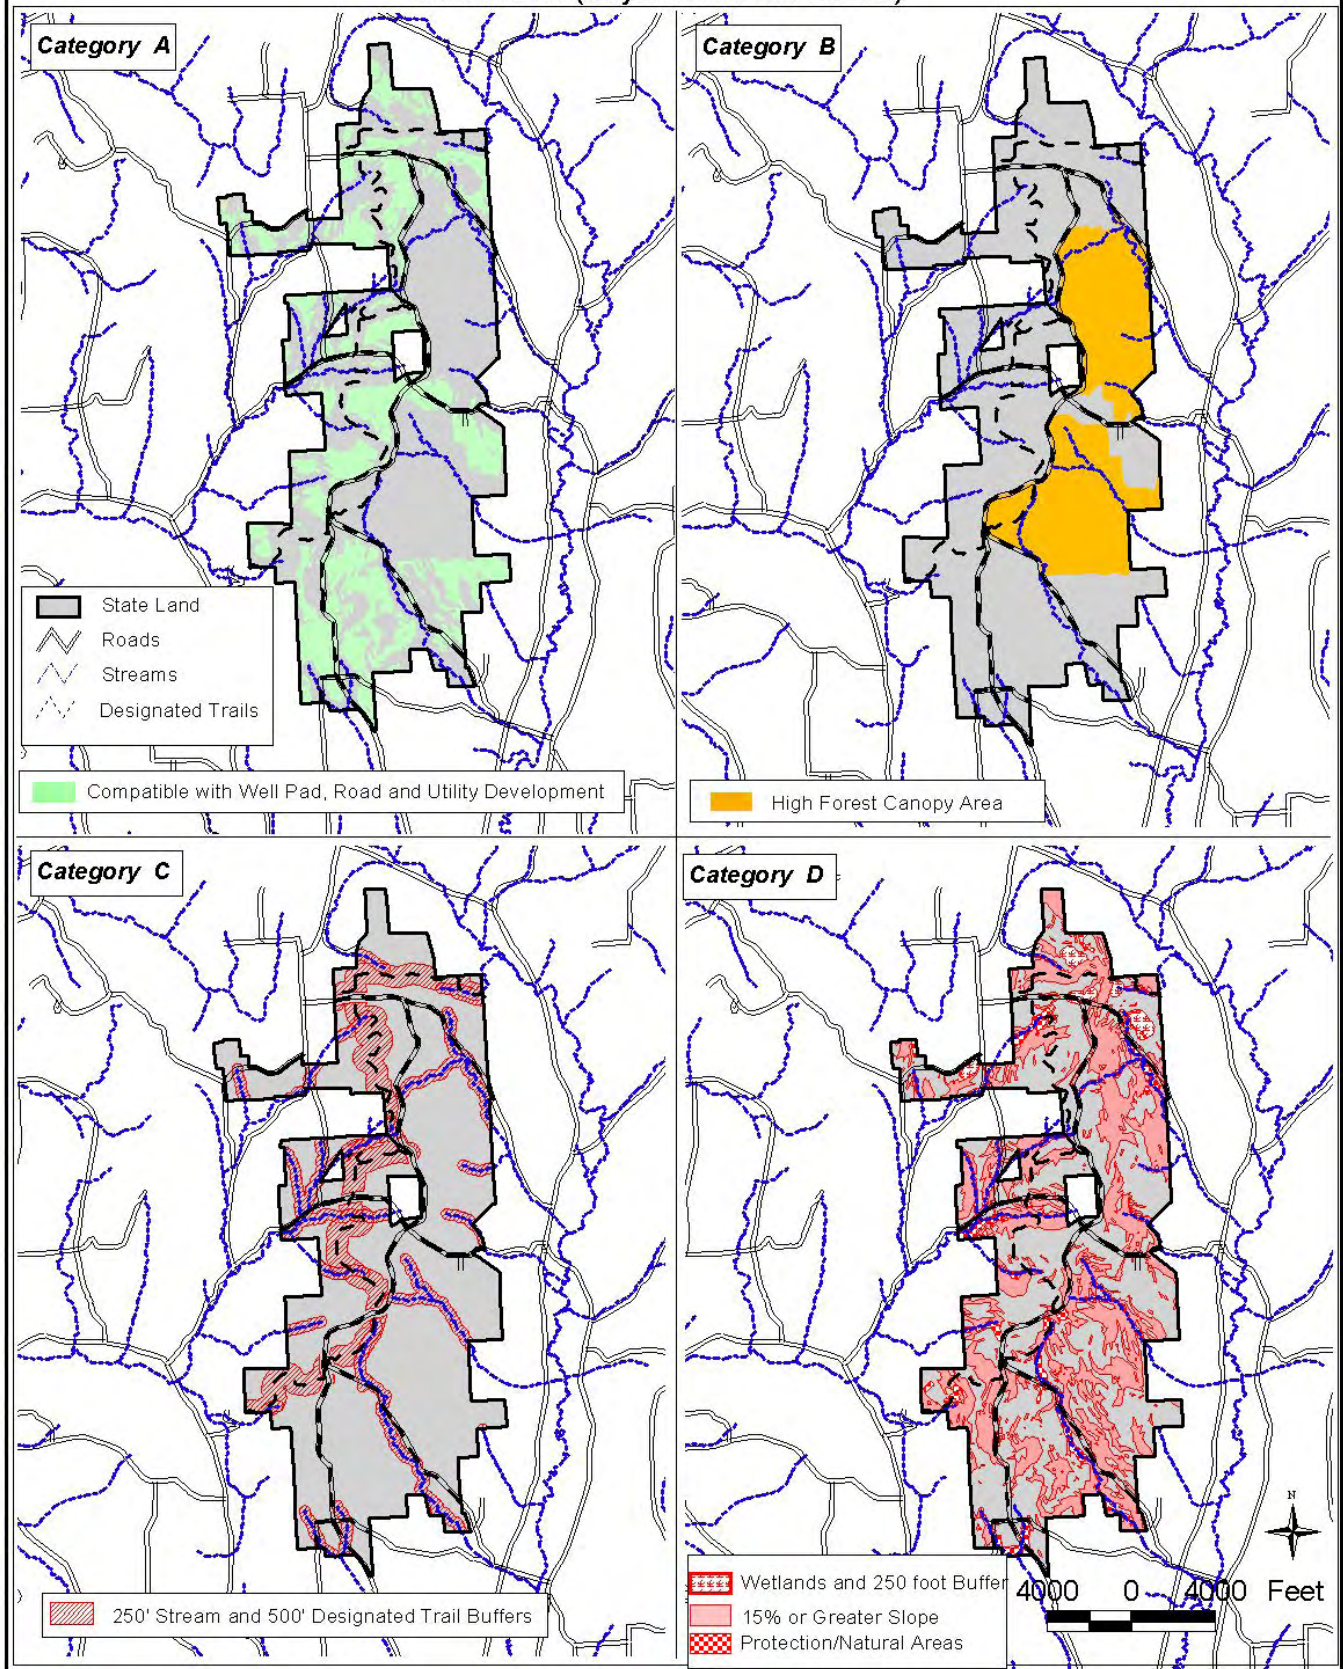 Category A
Category B
State Land
Roads
Streams
Designated Trails
Compatible with Well Pad, Road and Utility Development
High Forest Canopy Area
Category C
Category D
N
Wetlands and 250 foot Buffer
4000 0 4000 Feet
15% or Greater Slope
250' Stream and 500' Designated Trail Buffers
Protection/Natural Areas